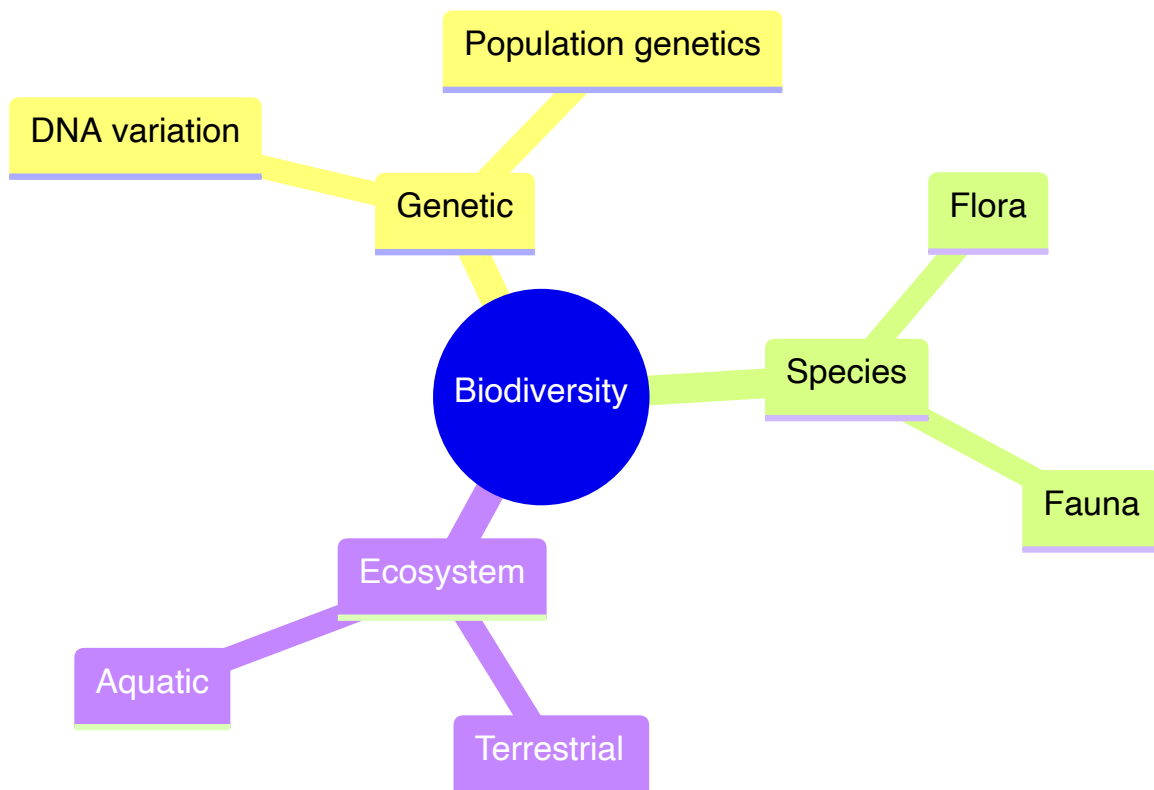 Population genetics
DNA variation
Genetic
Flora
Species
Biodiversity
Fauna
Ecosystem
Aquatic
Terrestrial